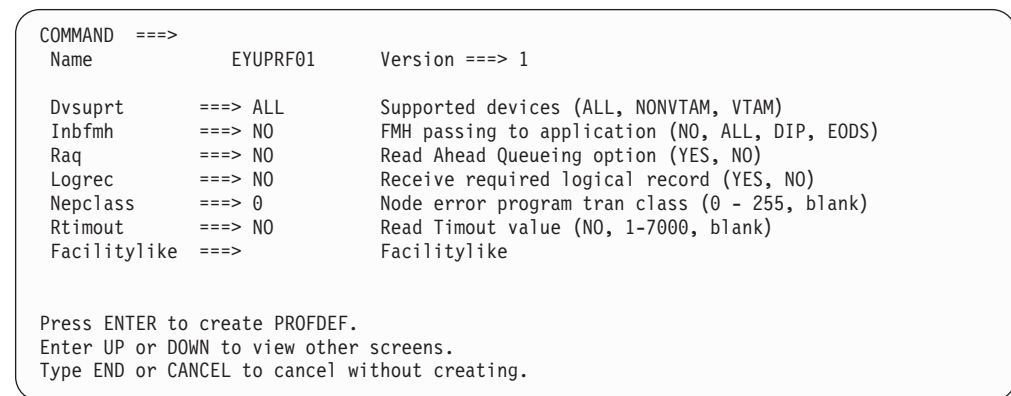 COMMAND ===>
Name EYUPRF01 Version ===> 1
Dvsuprt ===> ALL Supported devices (ALL, NONVTAM, VTAM)
Inbfmh ===> NO FMH passing to application (NO, ALL, DIP, EODS)
Raq ===> NO Read Ahead Queueing option (YES, NO)
Logrec ===> NO Receive required logical record (YES, NO)
Nepclass ===> 0 Node error program tran class (0 - 255, blank)
Rtimout ===> NO Read Timout value (NO, 1-7000, blank)
Facilitylike ===> Facilitylike
Press ENTER to create PROFDEF.
Enter UP or DOWN to view other screens.
Type END or CANCEL to cancel without creating.